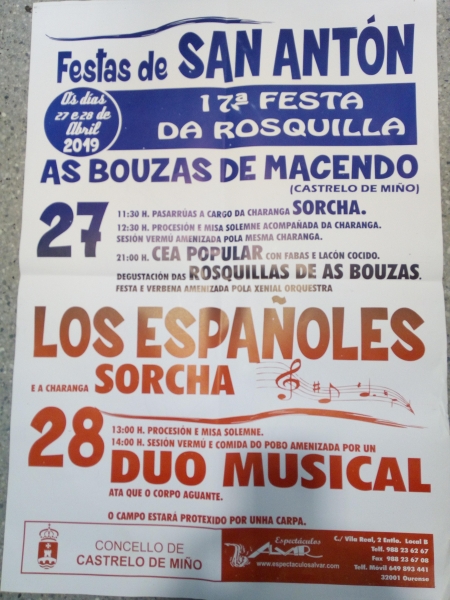 Festas de SAN ANTÓN
Os días
27 e 28 de
Abril
2019
17ª FESTA
DA ROSQUILLA
AS BOUZAS DE MACENDO
(CASTRELO DE MIÑO)
27
11:30 H. PASARRÚAS A CARGO DA CHARANGA SORCHA.
12:30 H. PROCESIÓN E MISA SOLEMNE ACOMPAÑADA DA CHARANGA.
SESIÓN VERMÚ AMENIZADA POLA MESMA CHARANGA.
21:00 H. CEA POPULAR CON FABAS E LACÓN COCIDO.
DEGUSTACIÓN DAS ROSQUILLAS DE AS BOUZAS.
FESTA E VERBENA AMENIZADA POLA XENIAL ORQUESTRA
LOS ESPAÑOLES
E A CHARANGA SORCHA
28
13:00 H. PROCESIÓN E MISA SOLEMNE.
14:00 H. SESIÓN VERMÚ E COMIDA DO POBO AMENIZADA POR UN
DUO MUSICAL
ATA QUE O CORPO AGUANTE.
O CAMPO ESTARÁ PROTEXIDO POR UNHA CARPA.
CONCELLO DE
CASTRELO DE MIÑO
Espectáculos
ALVAR
www.espectaculosalvar.com
C./ Vila Real, 2 Entlo. Local B
Telf. 988 23 62 67
Fax 988 23 67 08
Telf. Móvil 649 893 441
32001 Ourense